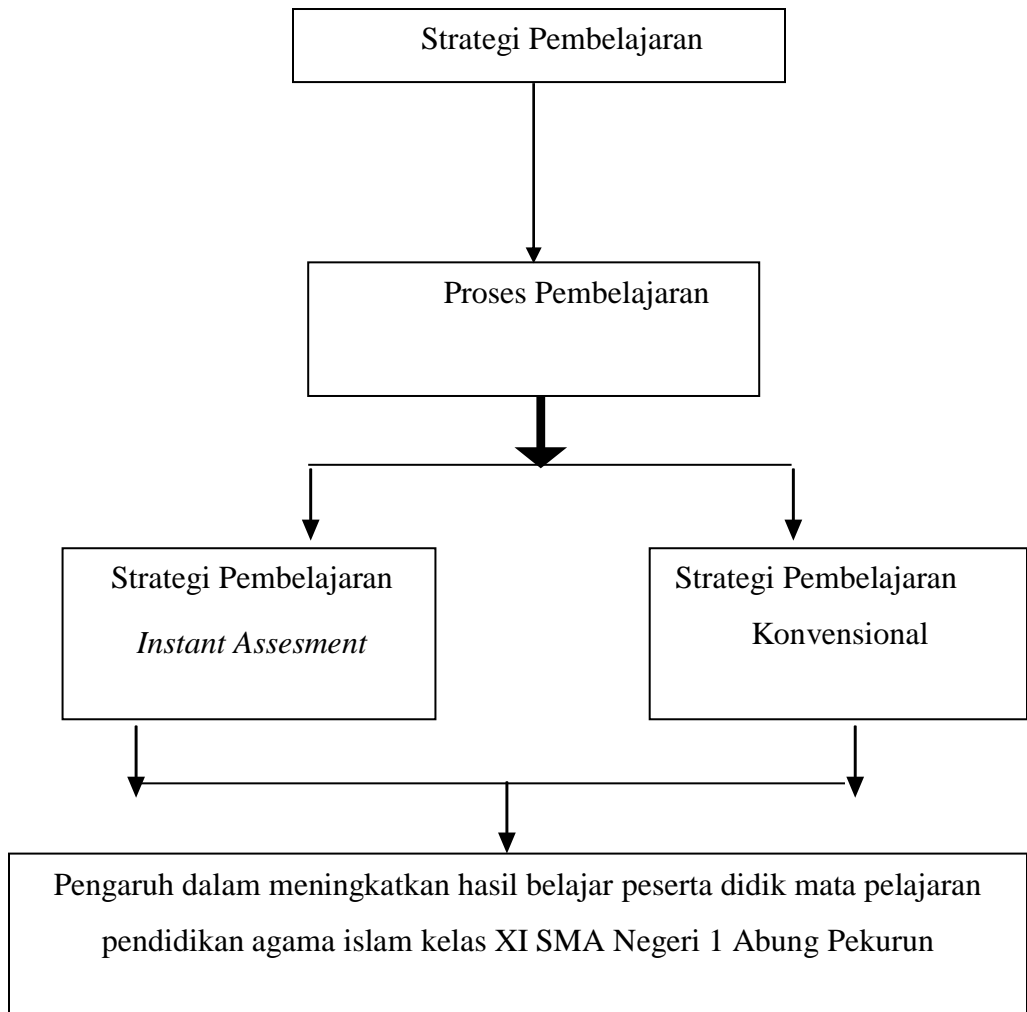 Strategi Pembelajaran
Proses Pembelajaran
Strategi Pembelajaran
Instant Assesment
Strategi Pembelajaran
Konvensional
Pengaruh dalam meningkatkan hasil belajar peserta didik mata pelajaran
pendidikan agama islam kelas XI SMA Negeri 1 Abung Pekurun